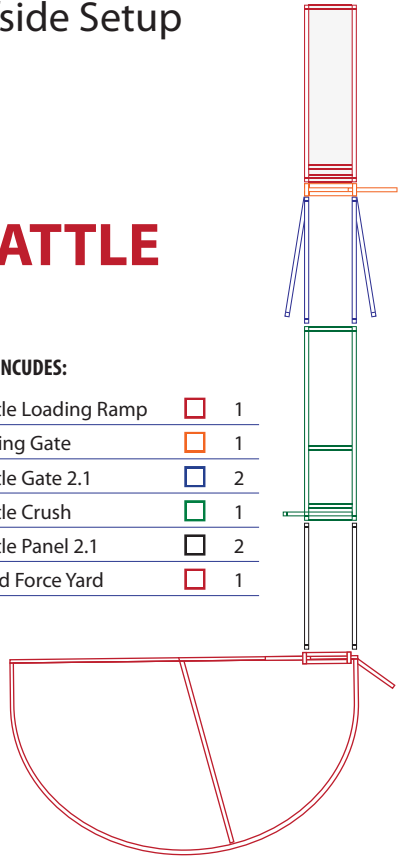 side Setup
ATTLE
NCUDES:
tle Loading Ramp 1
ing Gate 1
tle Gate 2.1 2
tle Crush 1
tle Panel 2.1 2
d Force Yard 1